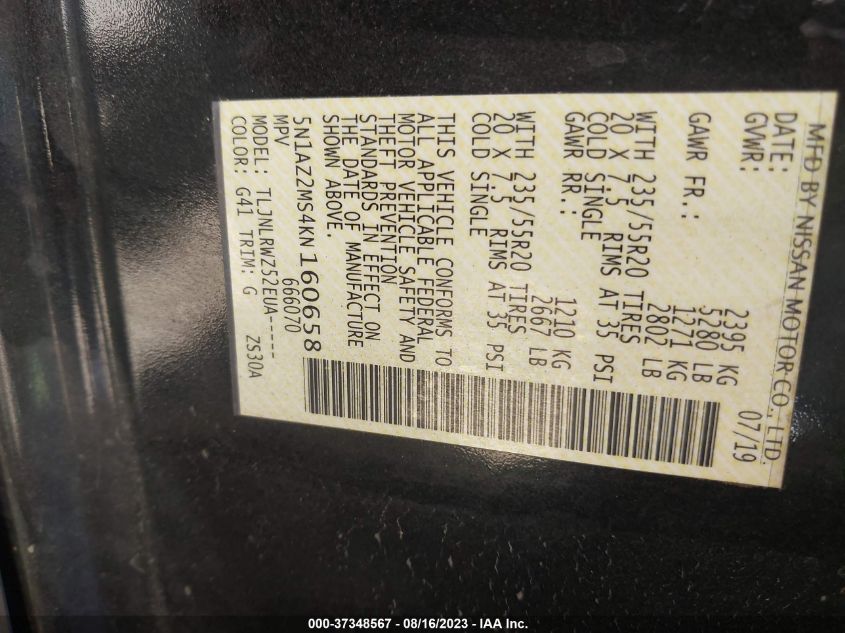 MFD BY NISSAN MOTOR CO., LTD.
DATE: 07/19
GVWR: 2395 KG
5280 LB
GAWR FR.: 1271 KG
2802 LB
WITH 235/55R20 TIRES
20 X 7.5 RIMS AT 35 PSI
COLD SINGLE
GAWR RR.: 1210 KG
2667 LB
WITH 235/55R20 TIRES
20 X 7.5 RIMS AT 35 PSI
COLD SINGLE
THIS VEHICLE CONFORMS TO
ALL APPLICABLE FEDERAL
MOTOR VEHICLE SAFETY AND
THEFT PREVENTION
STANDARDS IN EFFECT ON
THE DATE OF MANUFACTURE
SHOWN ABOVE.
5N1AZ2MS4KN160658
MPV 666070
MODEL: TLJNLRWZ52EUA-----
COLOR: G41 TRIM: G ZS30A
000-37348567 - 08/16/2023 - IAA Inc.